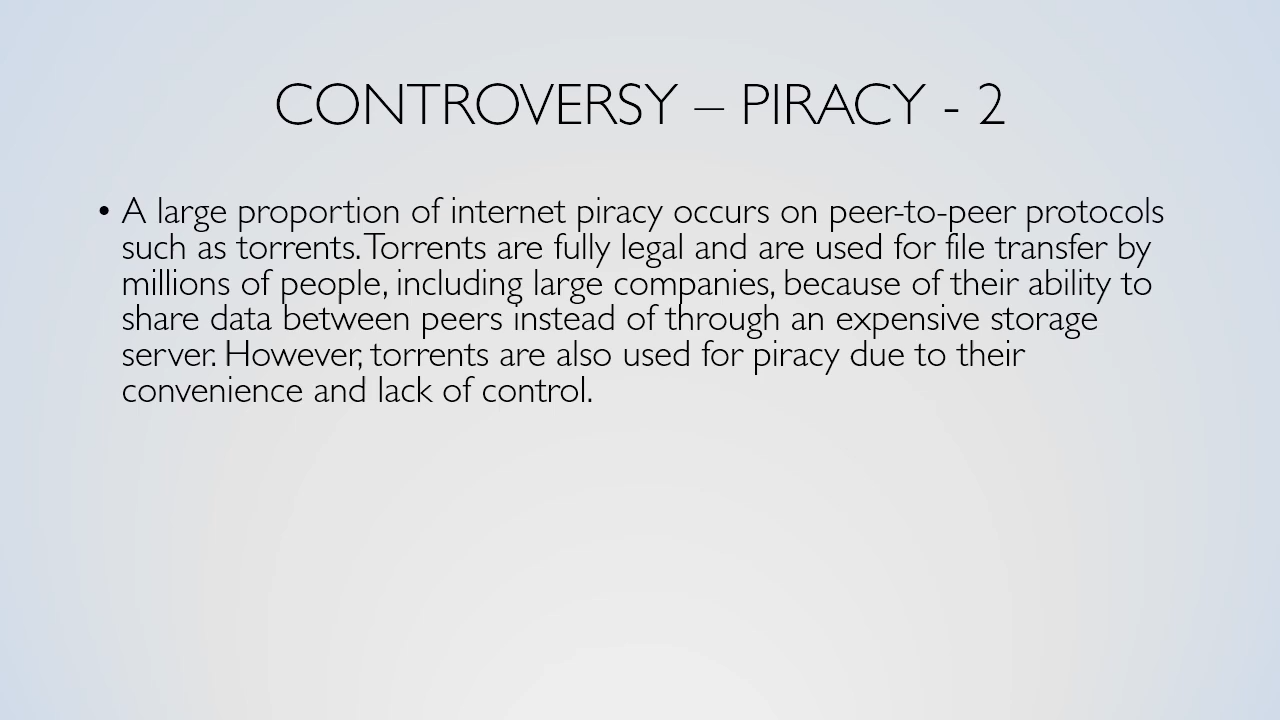 CONTROVERSY – PIRACY - 2
• A large proportion of internet piracy occurs on peer-to-peer protocols
such as torrents. Torrents are fully legal and are used for file transfer by
millions of people, including large companies, because of their ability to
share data between peers instead of through an expensive storage
server. However, torrents are also used for piracy due to their
convenience and lack of control.